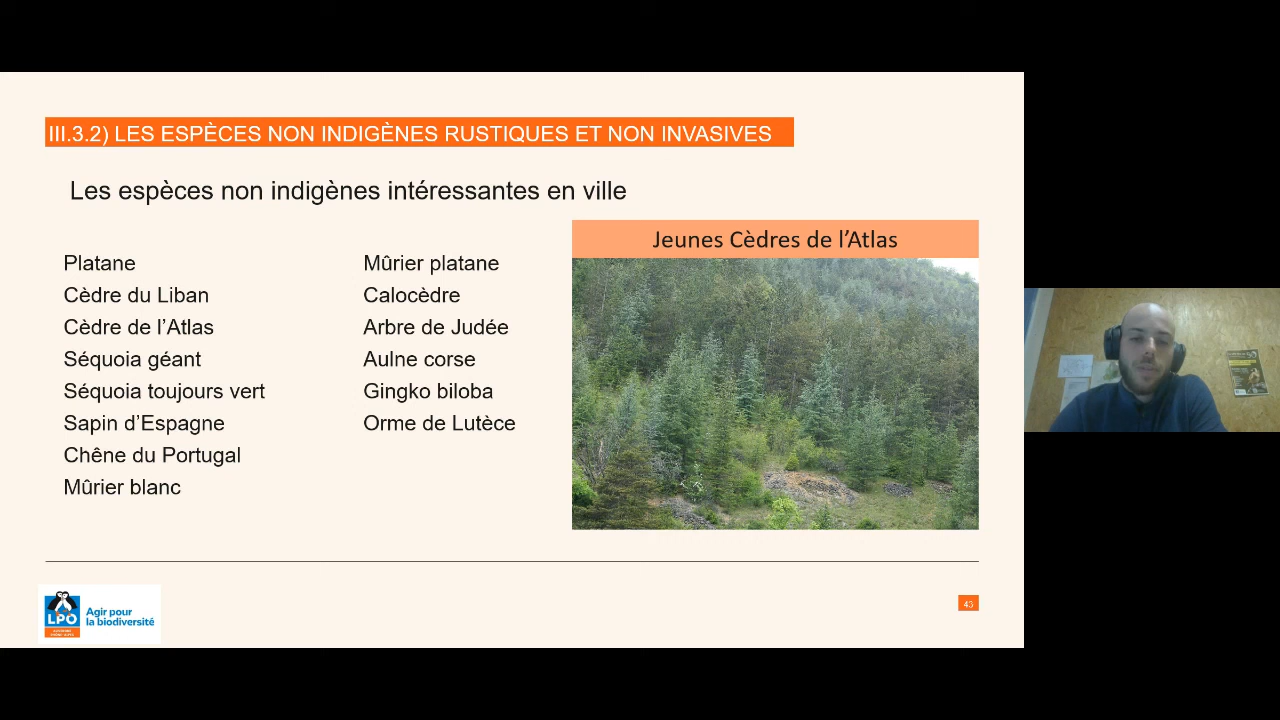 III.3.2) LES ESPÈCES NON INDIGÈNES RUSTIQUES ET NON INVASIVES
Les espèces non indigènes intéressantes en ville
Platane
Cèdre du Liban
Cèdre de l'Atlas
Séquoia géant
Séquoia toujours vert
Sapin d'Espagne
Chêne du Portugal
Mûrier blanc
Mûrier platane
Calocèdre
Arbre de Judée
Aulne corse
Gingko biloba
Orme de Lutèce
Jeunes Cèdres de l'Atlas
LPO
Agir pour
la biodiversité
43